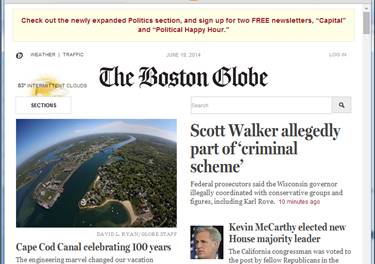 Check out the newly expanded Politics section, and sign up for two FREE newsletters, “Capital”
and “Political Happy Hour.”
b WEATHER | TRAFFIC
JUNE 19, 2014
LOG IN
The Boston Globe
83° INTERMITTENT CLOUDS
SECTIONS
Search
Scott Walker allegedly
part of ‘criminal
scheme’
Federal prosecutors said the Wisconsin governor
illegally coordinated with conservative groups and
figures, including Karl Rove. 10 minutes ago
DAVID L. RYAN/GLOBE STAFF
Cape Cod Canal celebrating 100 years
The engineering marvel changed our vacation
Kevin McCarthy elected new
House majority leader
The California congressman was voted to
the post by fellow Republicans in the